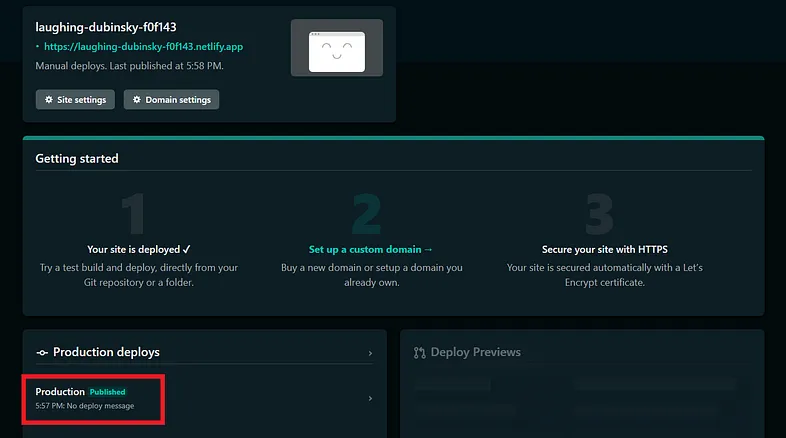 laughing-dubinsky-f0f143
• https://laughing-dubinsky-f0f143.netlify.app
Manual deploys. Last published at 5:58 PM.
Site settings
Domain settings
Getting started
1
2
3
Your site is deployed ✓
Try a test build and deploy, directly from your
Git repository or a folder.
Set up a custom domain →
Buy a new domain or setup a domain you
already own.
Secure your site with HTTPS
Your site is secured automatically with a Let's
Encrypt certificate.
Production deploys
Production Published
5:57 PM: No deploy message
Deploy Previews